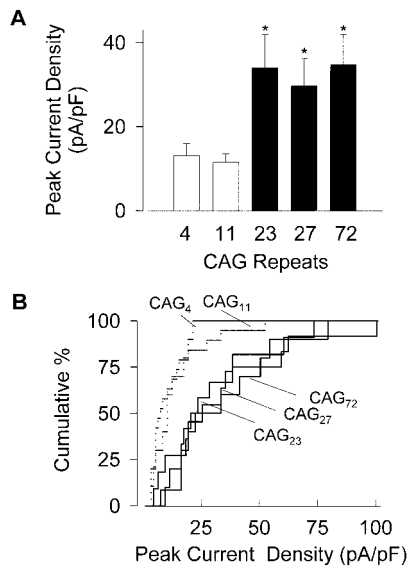 A
Peak Current Density
(pA/pF)
40
20
0
* * *
4 11 23 27 72
CAG Repeats
B
CAG4 CAG11
Cumulative %
100
75
50
25
0
CAG72
CAG27
CAG23
25 50 75 100
Peak Current Density (pA/pF)